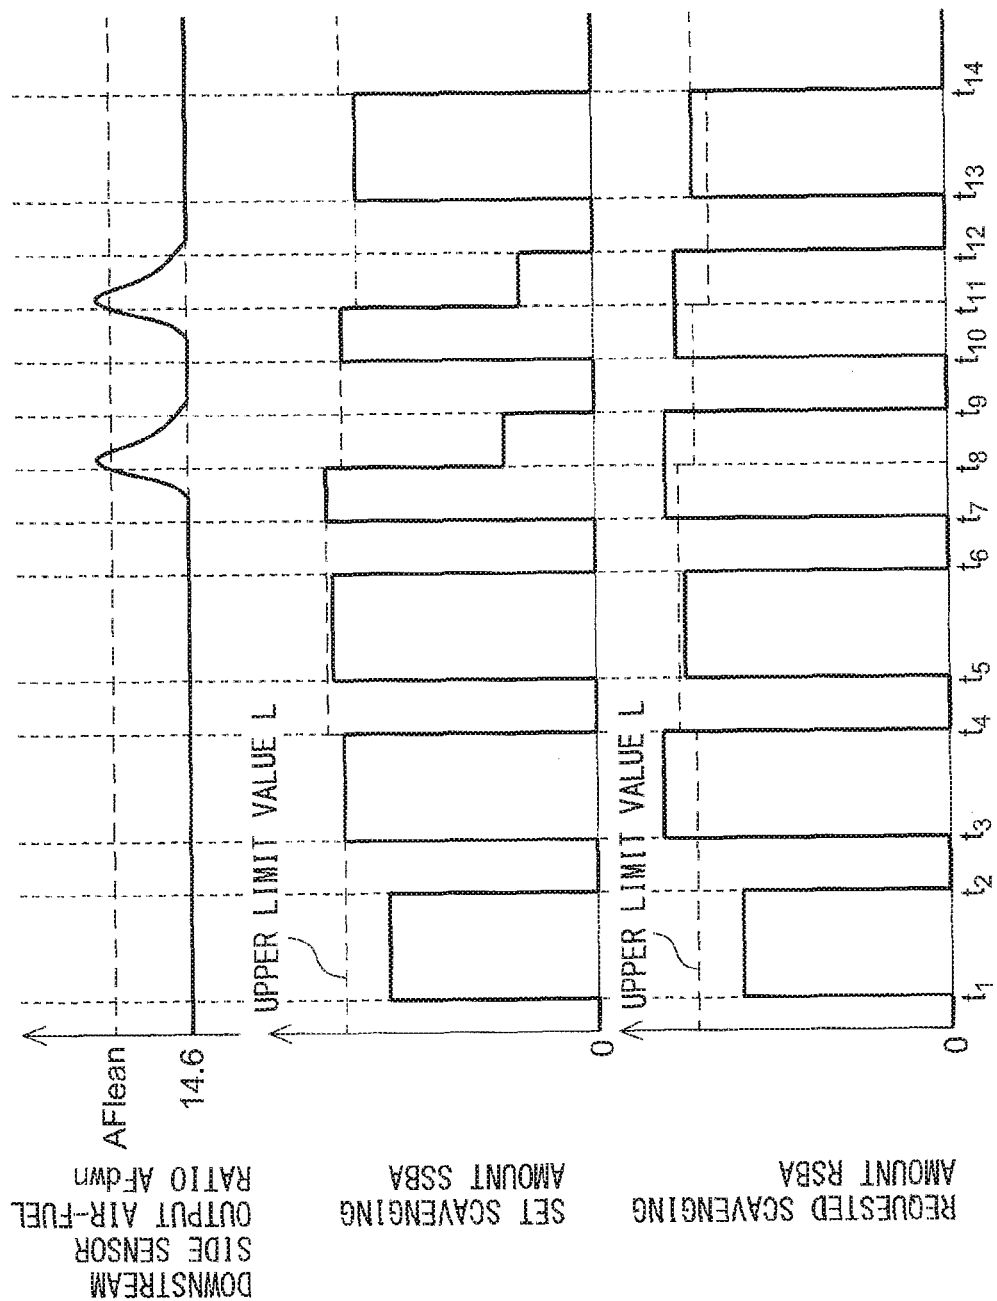 DOWNSTREAM
SIDE SENSOR
OUTPUT AIR-FUEL
RATIO AFdwn
AFlean
14.6
SET SCAVENGING
AMOUNT SSBA
UPPER LIMIT VALUE L
0
REQUESTED SCAVENGING
AMOUNT RSBA
UPPER LIMIT VALUE L
0
t1 t2 t3 t4 t5 t6 t7 t8 t9 t10 t11 t12 t13 t14